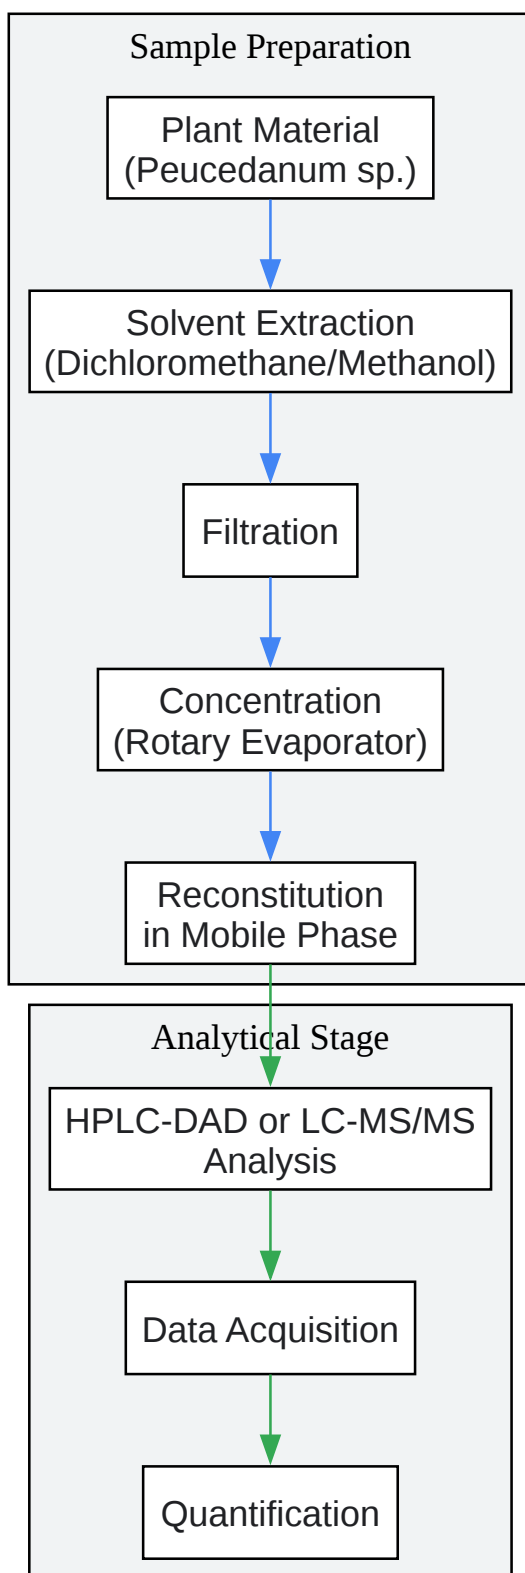 Sample Preparation
Plant Material
(Peucedanum sp.)
Solvent Extraction
(Dichloromethane/Methanol)
Filtration
Concentration
(Rotary Evaporator)
Reconstitution
in Mobile Phase
Analytical Stage
HPLC-DAD or LC-MS/MS
Analysis
Data Acquisition
Quantification